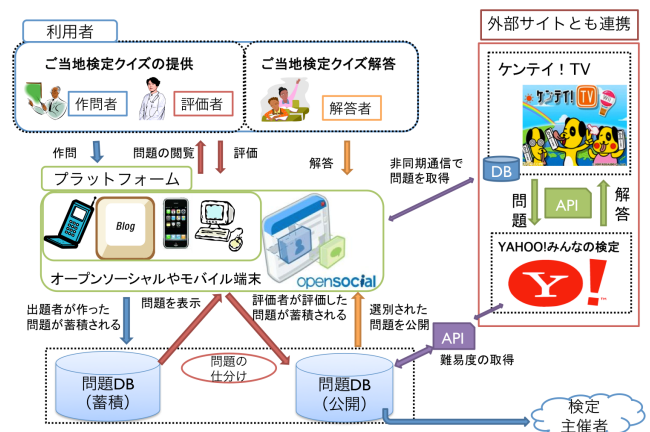 利用者
外部サイトとも連携
ご当地検定クイズの提供
ご当地検定クイズ解答
作問者
評価者
解答者
ケンテイ！TV
ケンテイ!
TV
DB
作問
問題の閲覧
評価
解答
非同期通信で
問題を取得
問題
API
解答
プラットフォーム
Blog
opensocial
オープンソーシャルやモバイル端末
YAHOO!みんなの検定
Y!
出題者が作った
問題が蓄積される
問題を表示
評価者が評価した
問題が蓄積される
選別された
問題を公開
API
難易度の取得
問題の
仕分け
問題DB
（蓄積）
問題DB
（公開）
検定
主催者